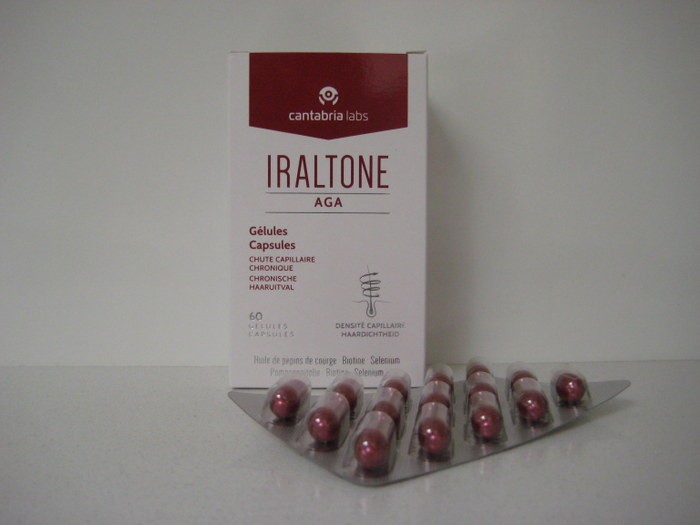 cantabria labs
IRALTONE
AGA
Gélules
Capsules
CHUTE CAPILLAIRE
CHRONIQUE
CHRONISCHE
HAARUITVAL
60
GÉLULES
CAPSULES
DENSITÉ CAPILLAIRE
HAARDICHTHEID
Huile de pépins de courge Biotine Selenium
Biotine Selenium